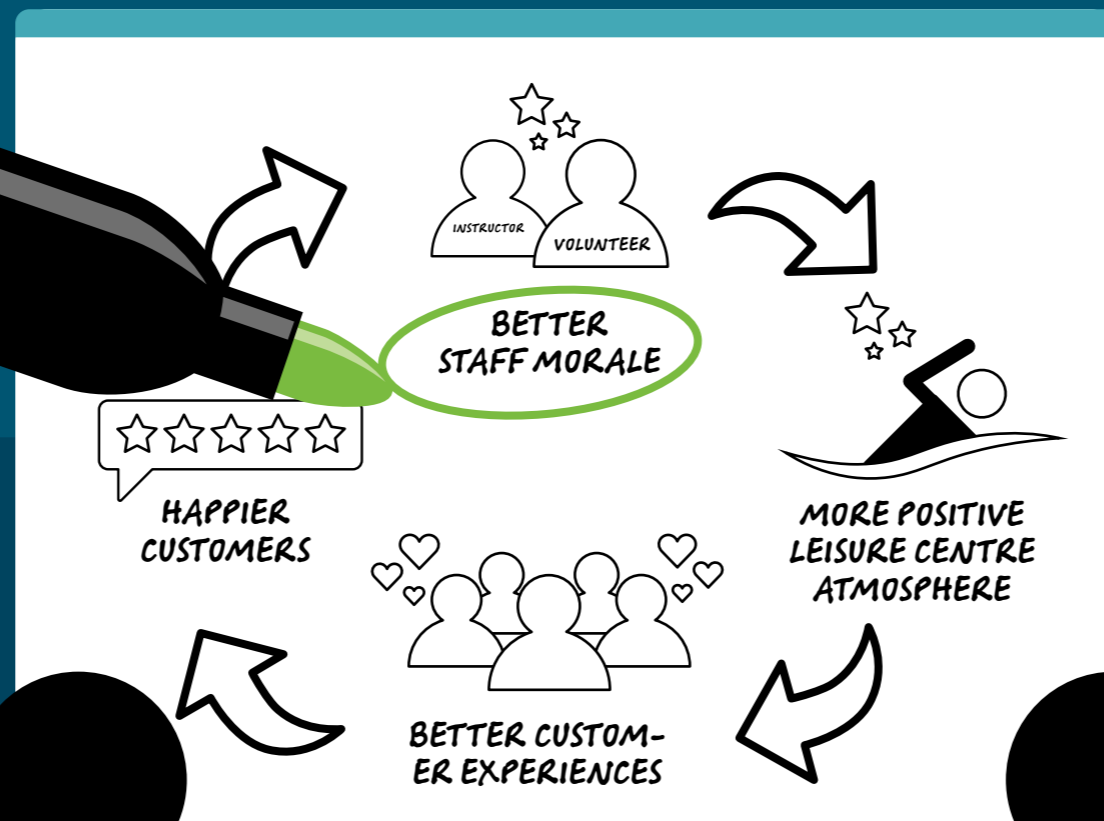 INSTRUCTOR
VOLUNTEER
BETTER
STAFF MORALE
MORE POSITIVE
LEISURE CENTRE
ATMOSPHERE
BETTER CUSTOM-
ER EXPERIENCES
HAPPIER
CUSTOMERS